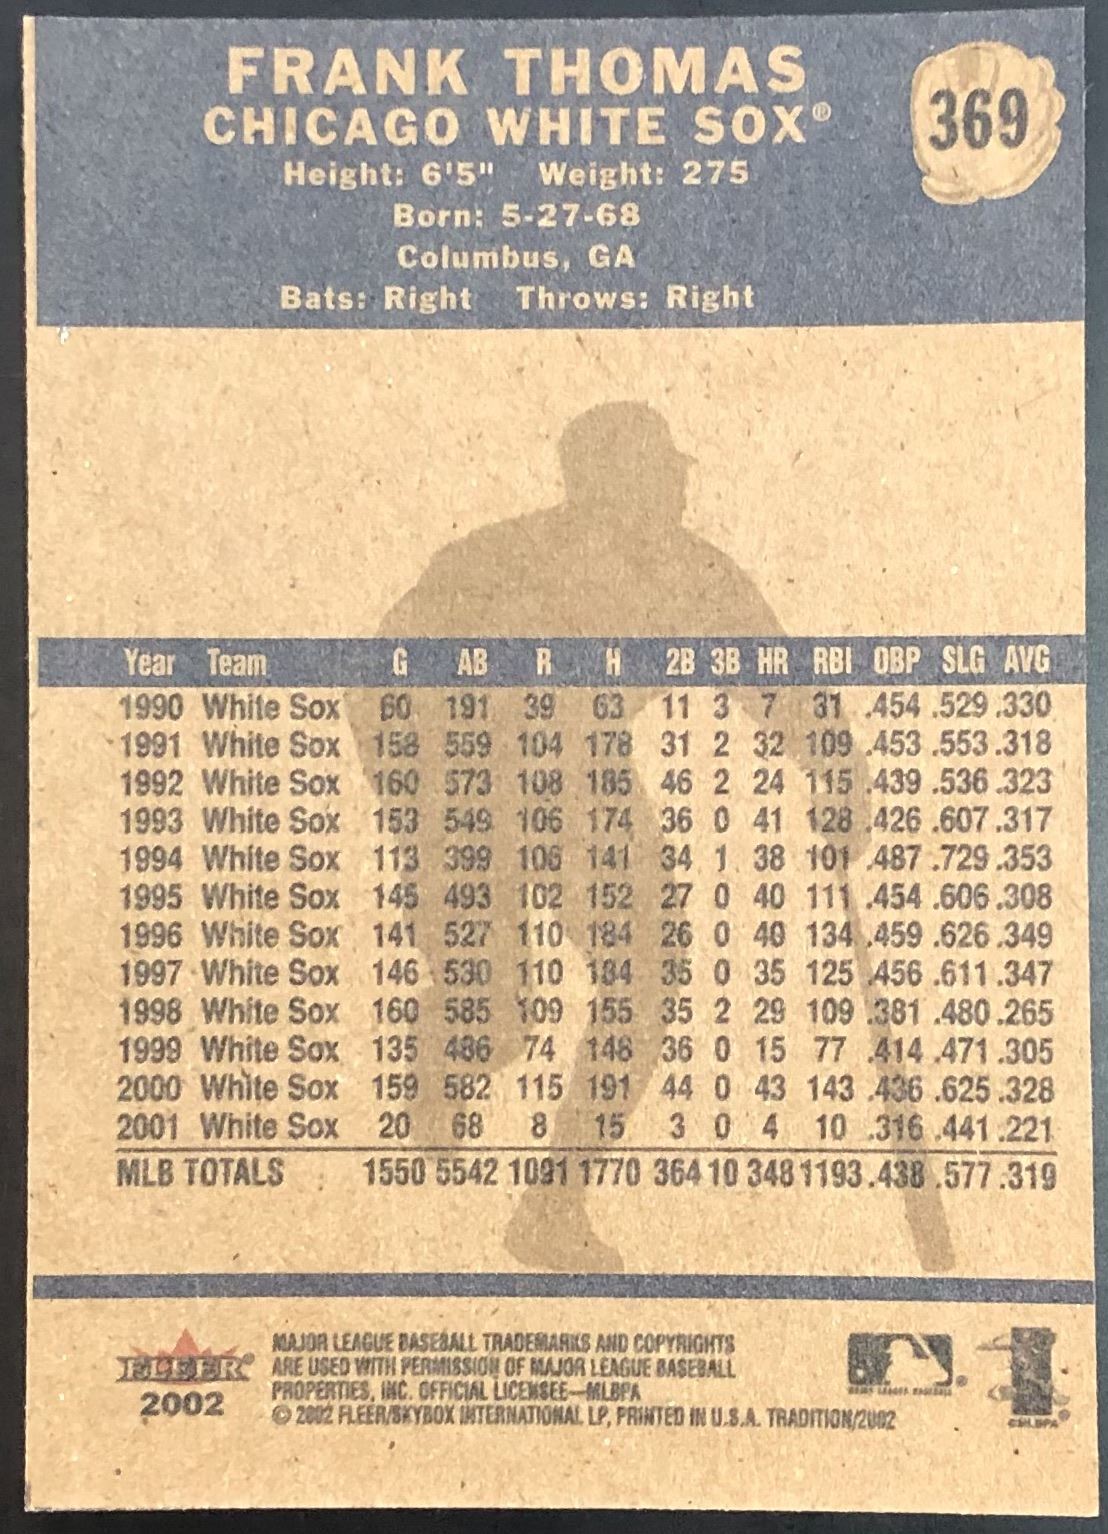 FRANK THOMAS
369
CHICAGO WHITE SOX®
Height: 6'5" Weight: 275
Born: 5-27-68
Columbus, GA
Bats: Right Throws: Right
Year Team G AB R H 2B 3B HR RBI OBP SLG AVG
1990 White Sox 60 191 39 63 11 3 7 31 .454 .529 .330
1991 White Sox 158 559 104 178 31 2 32 109 .453 .553 .318
1992 White Sox 160 573 108 185 46 2 24 115 .439 .536 .323
1993 White Sox 153 549 106 174 36 0 41 128 .426 .607 .317
1994 White Sox 113 399 106 141 34 1 38 101 .487 .729 .353
1995 White Sox 145 493 102 152 27 0 40 111 .454 .606 .308
1996 White Sox 141 527 110 184 26 0 40 134 .459 .626 .349
1997 White Sox 146 530 110 184 35 0 35 125 .456 .611 .347
1998 White Sox 160 585 109 155 35 2 29 109 .381 .480 .265
1999 White Sox 135 486 74 148 36 0 15 77 .414 .471 .305
2000 White Sox 159 582 115 191 44 0 43 143 .436 .625 .328
2001 White Sox 20 68 8 15 3 0 4 10 .316 .441 .221
MLB TOTALS 1550 5542 1091 1770 364 10 348 1193 .438 .577 .319
FLEER®
2002
MAJOR LEAGUE BASEBALL TRADEMARKS AND COPYRIGHTS
ARE USED WITH PERMISSION OF MAJOR LEAGUE BASEBALL
PROPERTIES, INC. OFFICIAL LICENSEE—MLBPA
© 2002 FLEER/SKYBOX INTERNATIONAL LP, PRINTED IN U.S.A. TRADITION/2002
MAJOR LEAGUE BASEBALL
©MLBPA